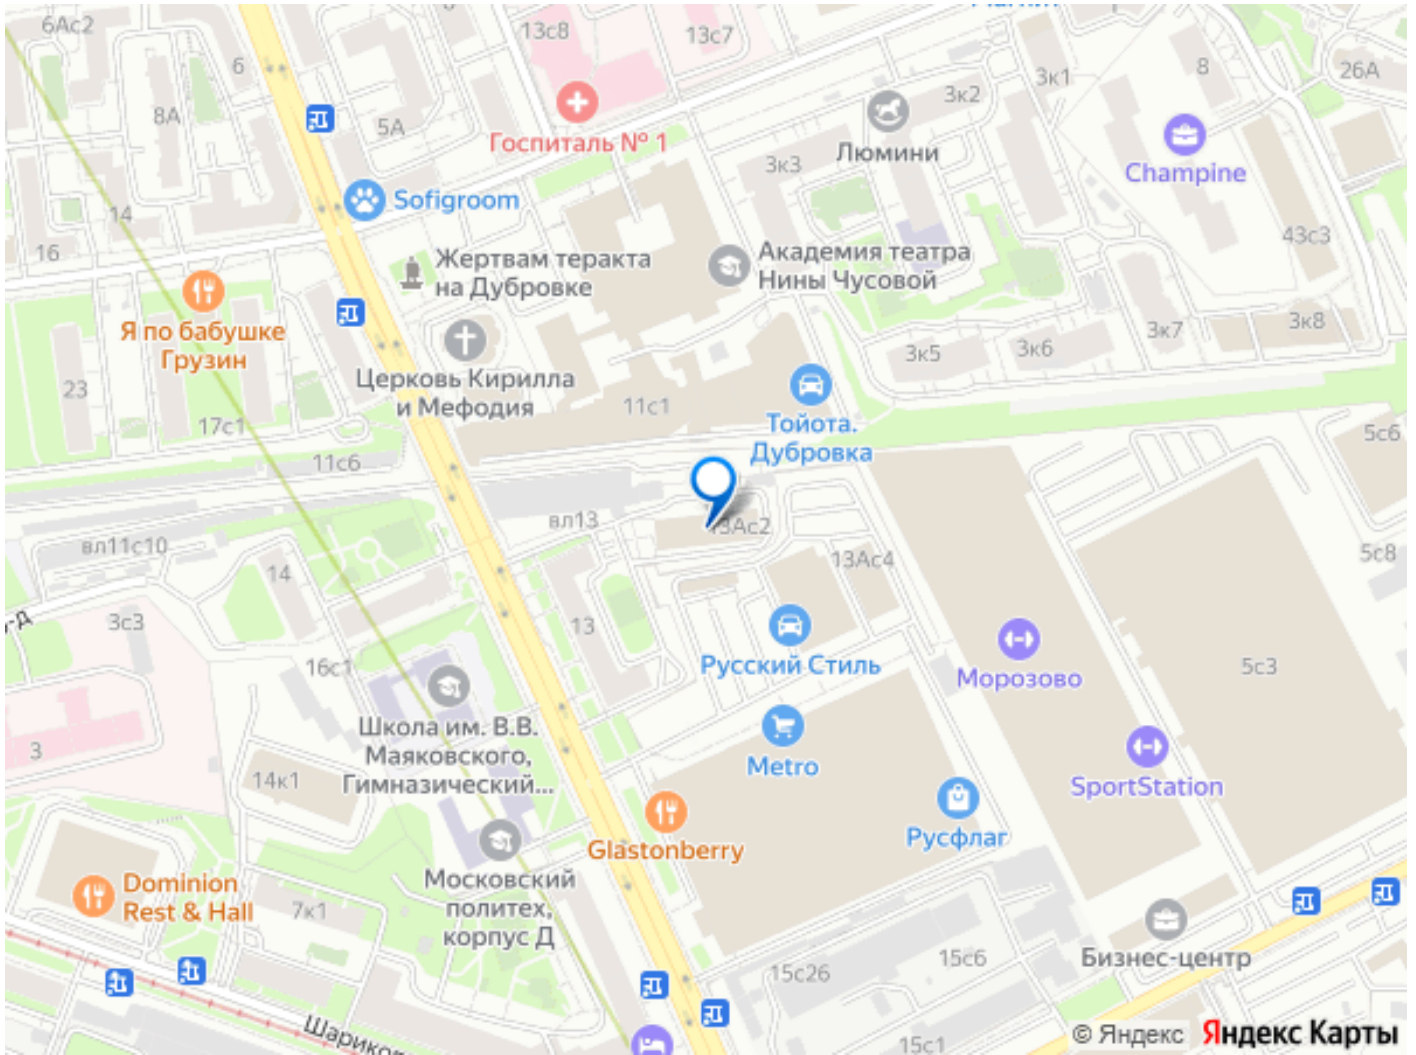 6Ас2
13с8
13с7
6
8
26А
3к1
3к2
8А
5А
Госпиталь № 1
Люмини
3к3
Champine
Sofigroom
14
16
43с3
Жертвам теракта
на Дубровке
Академия театра
Нины Чусовой
Я по бабушке
Грузин
3к8
3к7
3к6
3к5
23
Церковь Кирилла
и Мефодия
11с1
17с1
Тойота.
Дубровка
5с6
11с6
вл13
13Ас2
вл11с10
5с8
13Ас4
14
3с3
13
16с1
Русский Стиль
Морозово
5с3
Школа им. В.В.
Маяковского,
Гимназический...
3
14к1
Metro
SportStation
Русфлаг
Glastonberry
Московский
политех,
корпус Д
Dominion
Rest & Hall
7к1
15с26
15с6
Бизнес-центр
15с1
© Яндекс
Яндекс Карты